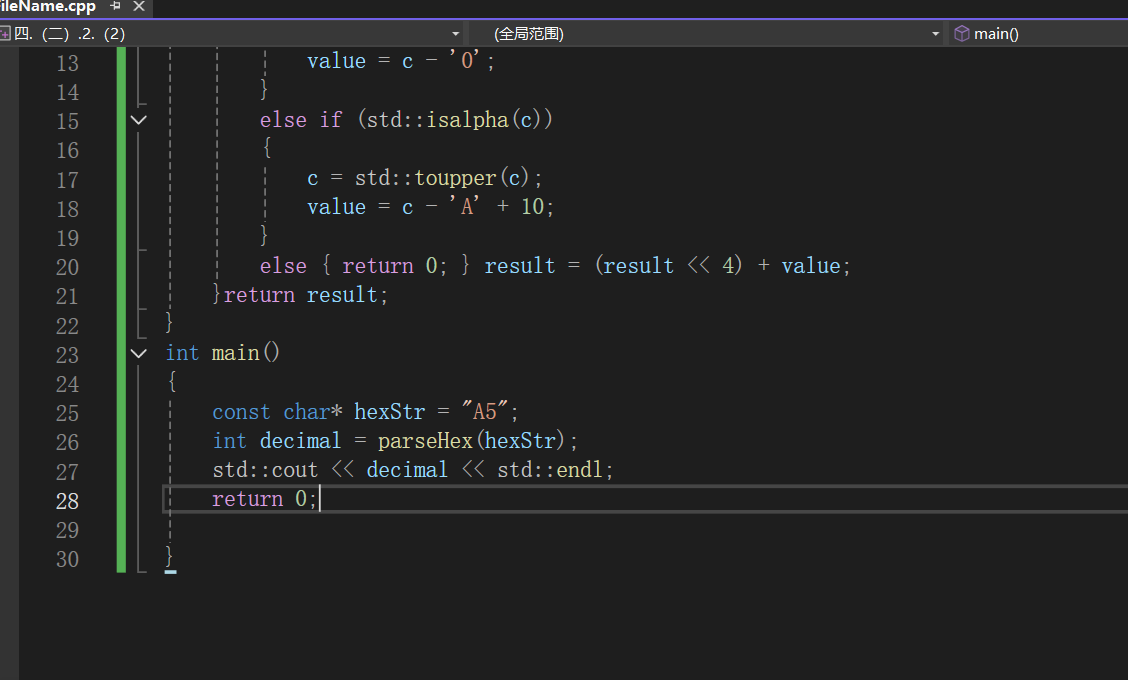 ileName.cpp
四. (二) .2. (2)
(全局范围)
main()
13 value = c - '0';
14 }
15 else if (std::isalpha(c))
16 {
17 c = std::toupper(c);
18 value = c - 'A' + 10;
19 }
20 else { return 0; } result = (result << 4) + value;
21 }return result;
22 }
23 int main()
24 {
25 const char* hexStr = "A5";
26 int decimal = parseHex(hexStr);
27 std::cout << decimal << std::endl;
28 return 0;
29
30 }